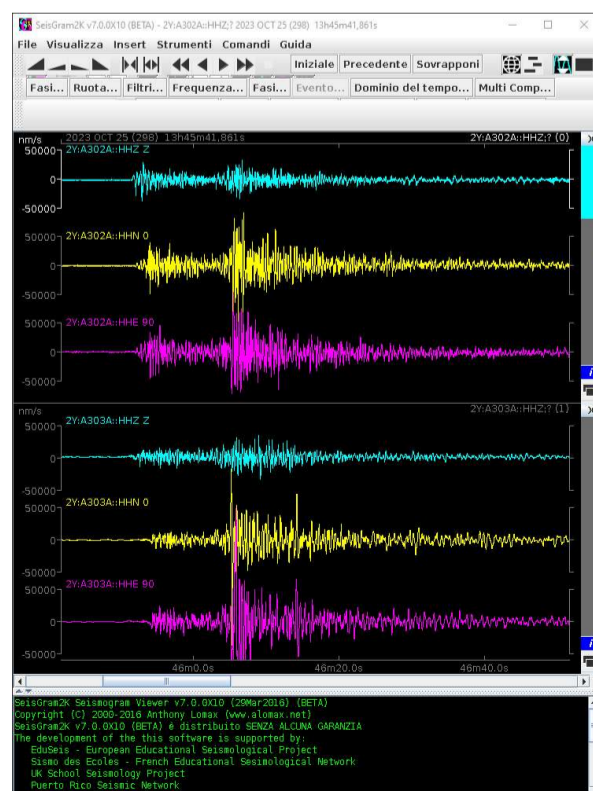 SeisGram2K v7.0.0X10 (BETA) - 2Y:A302A::HHZ;? 2023 OCT 25 (298) 13h45m41,861s
File Visualizza Insert Strumenti Comandi Guida
Iniziale Precedente Sovrapponi
Fasi... Ruota... Filtri... Frequenza... Fasi... Evento... Dominio del tempo... Multi Comp...
nm/s 2023 OCT 25 (298) 13h45m41,861s 2Y:A302A::HHZ;? (0)
2Y:A302A::HHZ Z
50000
0
-50000
2Y:A302A::HHN 0
50000
0
-50000
2Y:A302A::HHE 90
50000
0
-50000
i
nm/s 2Y:A303A::HHZ;? (1)
2Y:A303A::HHZ Z
50000
0
-50000
2Y:A303A::HHN 0
50000
0
-50000
2Y:A303A::HHE 90
50000
0
-50000
i
46m0.0s 46m20.0s 46m40.0s
SeisGram2K Seismogram Viewer v7.0.0X10 (29Mar2016) (BETA)
Copyright (C) 2000-2016 Anthony Lomax (www.alomax.net)
SeisGram2K v7.0.0X10 (BETA) é distribuito SENZA ALCUNA GARANZIA
The development of the this software is supported by:
EduSeis - European Educational Seismological Project
Sismo des Ecoles - French Educational Sesimological Network
UK School Seismology Project
Puerto Rico Seismic Network